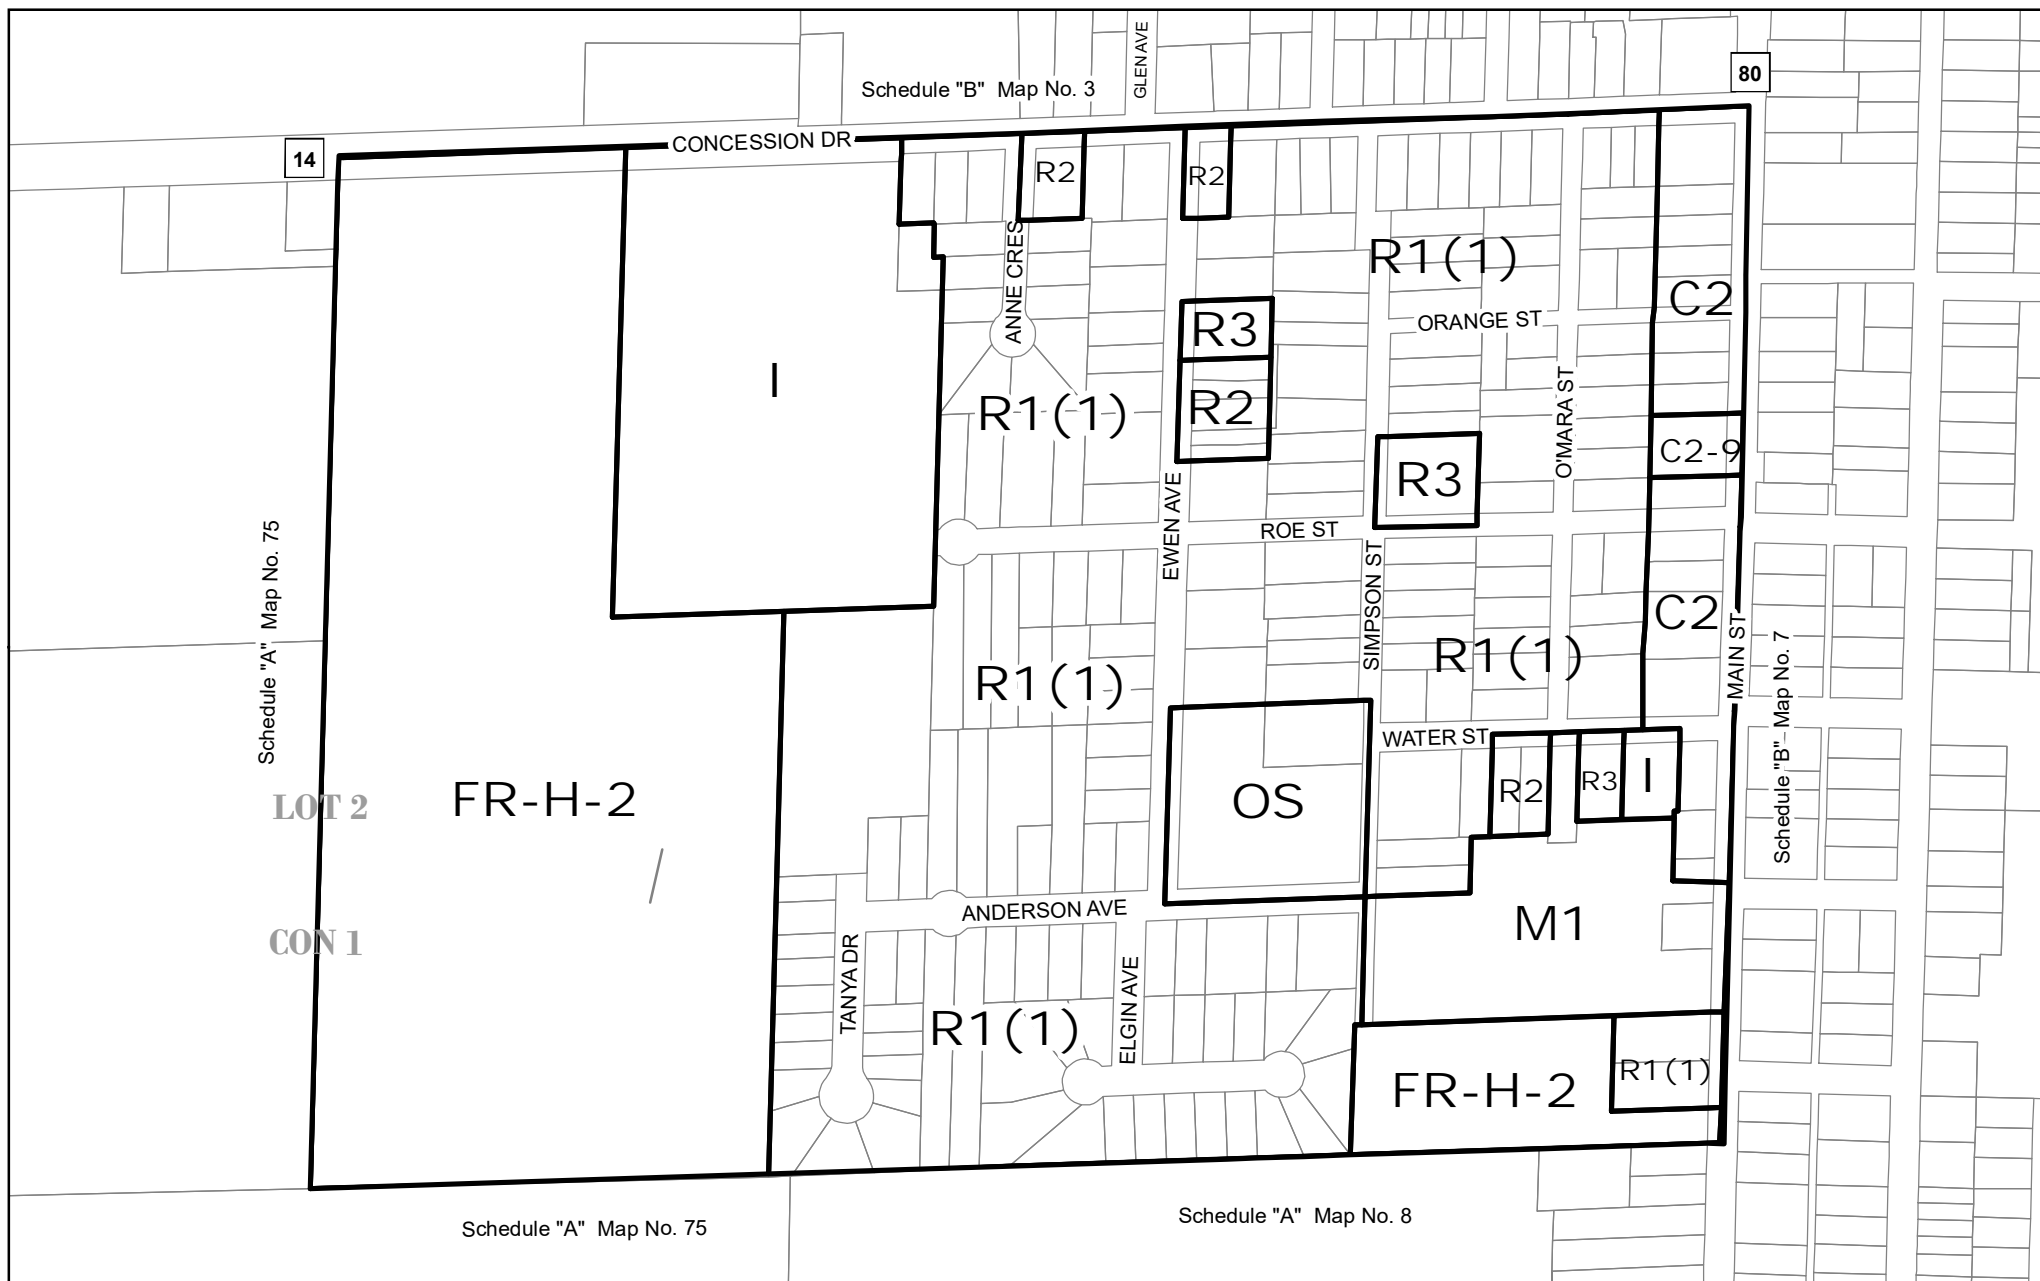 GLEN AVE
80
Schedule "B" Map No. 3
CONCESSION DR
14
R2
R2
ANNE CRES
R1(1)
C2
R3
ORANGE ST
I
R2
R1(1)
O'MARA ST
C2-9
R3
EWEN AVE
ROE ST
Schedule "A" Map No. 75
SIMPSON ST
C2
R1(1)
MAIN ST
Schedule "B" Map No. 7
R1(1)
WATER ST
R2
R3
I
OS
FR-H-2
LOT 2
ANDERSON AVE
M1
CON 1
TANYA DR
ELGIN AVE
R1(1)
R1(1)
FR-H-2
Schedule "A" Map No. 8
Schedule "A" Map No. 75